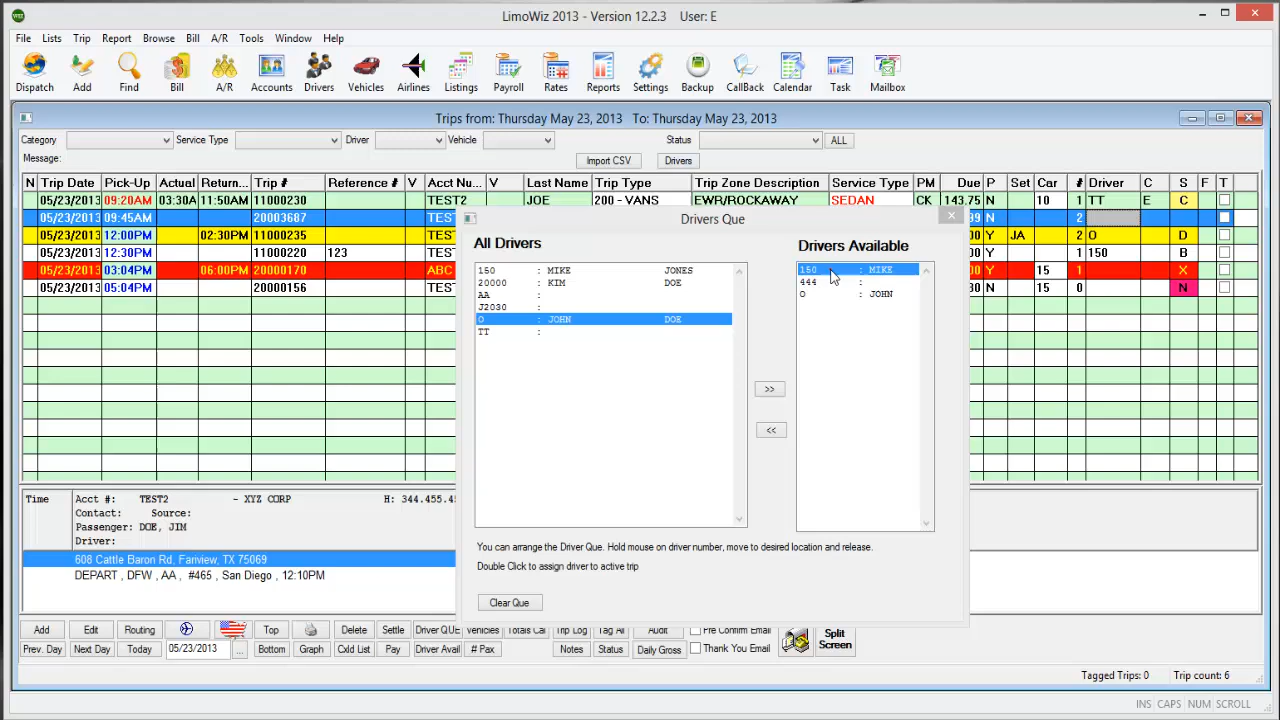 LimoWiz 2013 - Version 12.2.3 User: E
File Lists Trip Report Browse Bill A/R Tools Window Help
Dispatch Add Find Bill A/R Accounts Drivers Vehicles Airlines Listings Payroll Rates Reports Settings Backup CallBack Calendar Task Mailbox
Trips from: Thursday May 23, 2013 To: Thursday May 23, 2013
Category Service Type Driver Vehicle Status ALL
Message: Import CSV Drivers
N Trip Date Pick-Up Actual Return... Trip # Reference # V Acct Nu... V Last Name Trip Type Trip Zone Description Service Type PM Due P Set Car # Driver C S F T
05/23/2013 09:20AM 03:30A 11:50AM 11000230 TEST2 JOE 200 - VANS EWR/ROCKAWAY SEDAN CK 143.75 N 10 1 TT E C
05/23/2013 09:45AM 20003687 TES 00 N 2
05/23/2013 12:00PM 02:30PM 11000235 TES 00 Y JA 2 O D
05/23/2013 12:30PM 11000220 123 TES 00 Y 1 150 B
05/23/2013 03:04PM 06:00PM 20000170 ABC 00 Y 15 1 X
05/23/2013 05:04PM 20000156 TES 00 N 15 0 N
Drivers Que
All Drivers
150 : MIKE JONES
20000 : KIM DOE
AA :
J2030 :
O : JOHN DOE
TT :
>>
<<
Drivers Available
150 : MIKE
444 :
O : JOHN
You can arrange the Driver Que. Hold mouse on driver number, move to desired location and release.
Double Click to assign driver to active trip
Clear Que
Time Acct #: TEST2 - XYZ CORP H: 344.455.45
Contact: Source:
Passenger: DOE, JIM
Driver:
608 Cattle Baron Rd, Fariview, TX 75069
DEPART , DFW , AA , #465 , San Diego , 12:10PM
Add Edit Routing Top Delete Settle Driver QUE Vehicles Totals Cal Trip Log Tag All Audit Pre Confirm Email Split
Screen
Prev. Day Next Day Today 05/23/2013 ... Bottom Graph Cxld List Pay Driver Avail # Pax Notes Status Daily Gross Thank You Email
Tagged Trips: 0 Trip count: 6
INS CAPS NUM SCROLL